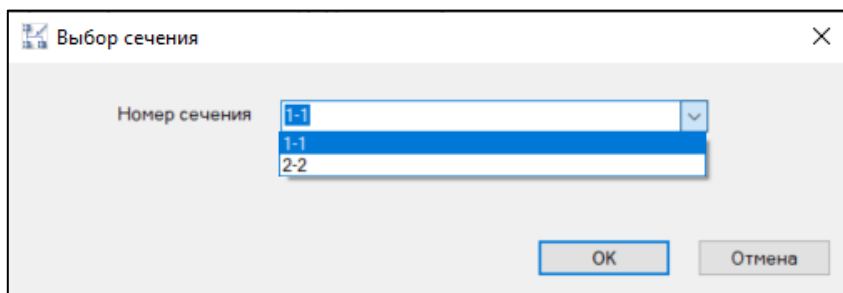 Выбор сечения
Номер сечения 1-1
1-1
2-2
OK Отмена